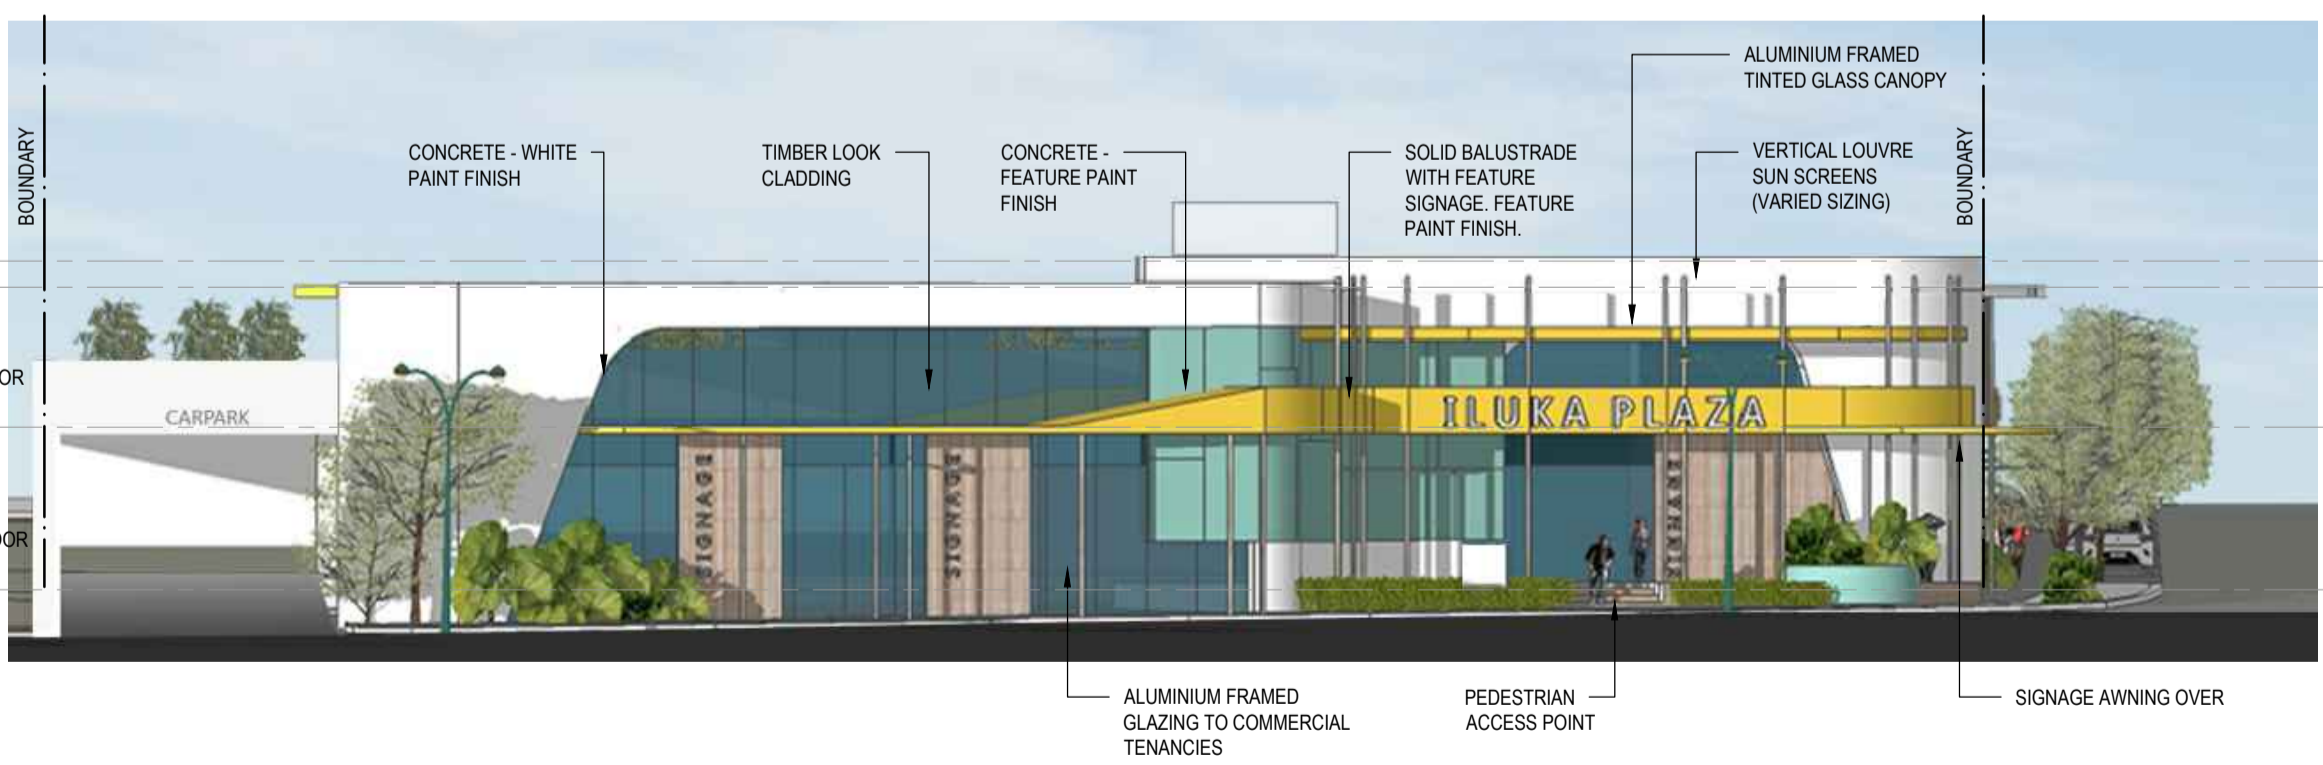 ALUMINIUM FRAMED
TINTED GLASS CANOPY
BOUNDARY
CONCRETE - WHITE
PAINT FINISH
TIMBER LOOK
CLADDING
CONCRETE -
FEATURE PAINT
FINISH
SOLID BALUSTRADE
WITH FEATURE
SIGNAGE. FEATURE
PAINT FINISH.
VERTICAL LOUVRE
SUN SCREENS
(VARIED SIZING)
BOUNDARY
OOR
CARPARK
ILUKA PLAZA
SIGNAGE
SIGNAGE
OOR
ALUMINIUM FRAMED
GLAZING TO COMMERCIAL
TENANCIES
PEDESTRIAN
ACCESS POINT
SIGNAGE AWNING OVER